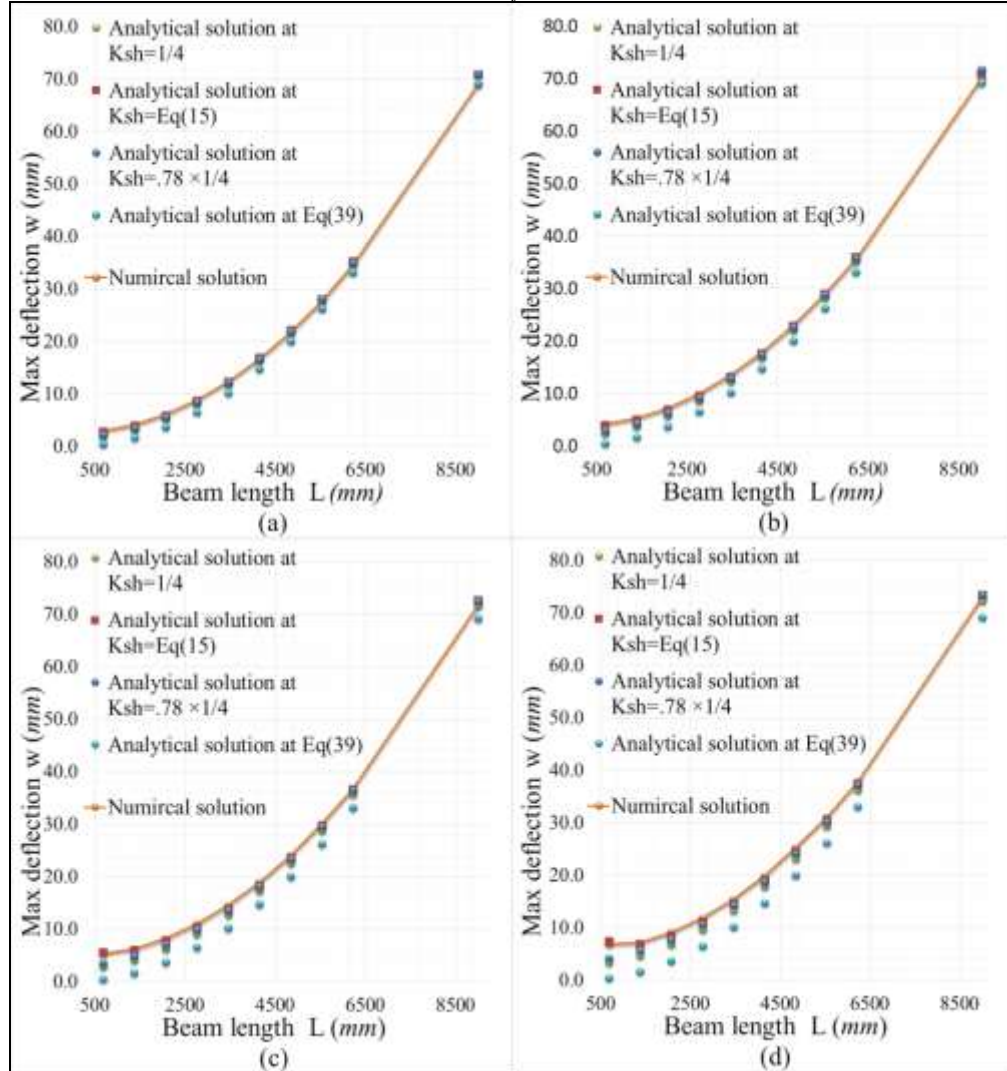 80.0
70.0
60.0
50.0
40.0
30.0
20.0
10.0
0.0
Max deflection w (mm)
Analytical solution at
Ksh=1/4
Analytical solution at
Ksh=Eq(15)
Analytical solution at
Ksh=.78 ×1/4
Analytical solution at Eq(39)
Numircal solution
500 2500 4500 6500 8500
Beam length L (mm)
(a)
80.0
70.0
60.0
50.0
40.0
30.0
20.0
10.0
0.0
Max deflection w (mm)
Analytical solution at
Ksh=1/4
Analytical solution at
Ksh=Eq(15)
Analytical solution at
Ksh=.78 ×1/4
Analytical solution at Eq(39)
Numircal solution
500 2500 4500 6500 8500
Beam length L (mm)
(b)
80.0
70.0
60.0
50.0
40.0
30.0
20.0
10.0
0.0
Max deflection w (mm)
Analytical solution at
Ksh=1/4
Analytical solution at
Ksh=Eq(15)
Analytical solution at
Ksh=.78 ×1/4
Analytical solution at Eq(39)
Numircal solution
500 2500 4500 6500 8500
Beam length L (mm)
(c)
80.0
70.0
60.0
50.0
40.0
30.0
20.0
10.0
0.0
Max deflection w (mm)
Analytical solution at
Ksh=1/4
Analytical solution at
Ksh=Eq(15)
Analytical solution at
Ksh=.78 ×1/4
Analytical solution at Eq(39)
Numircal solution
500 2500 4500 6500 8500
Beam length L (mm)
(d)